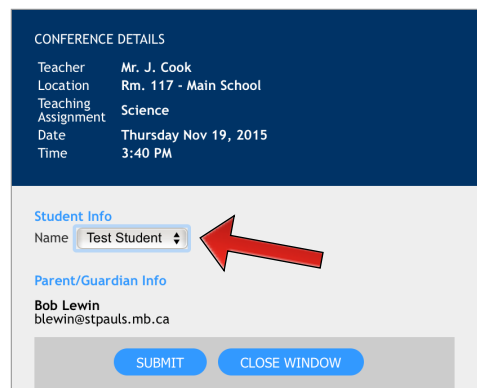 CONFERENCE DETAILS
Teacher Mr. J. Cook
Location Rm. 117 - Main School
Teaching
Assignment Science
Date Thursday Nov 19, 2015
Time 3:40 PM
Student Info
Name Test Student
Parent/Guardian Info
Bob Lewin
blewin@stpauls.mb.ca
SUBMIT CLOSE WINDOW